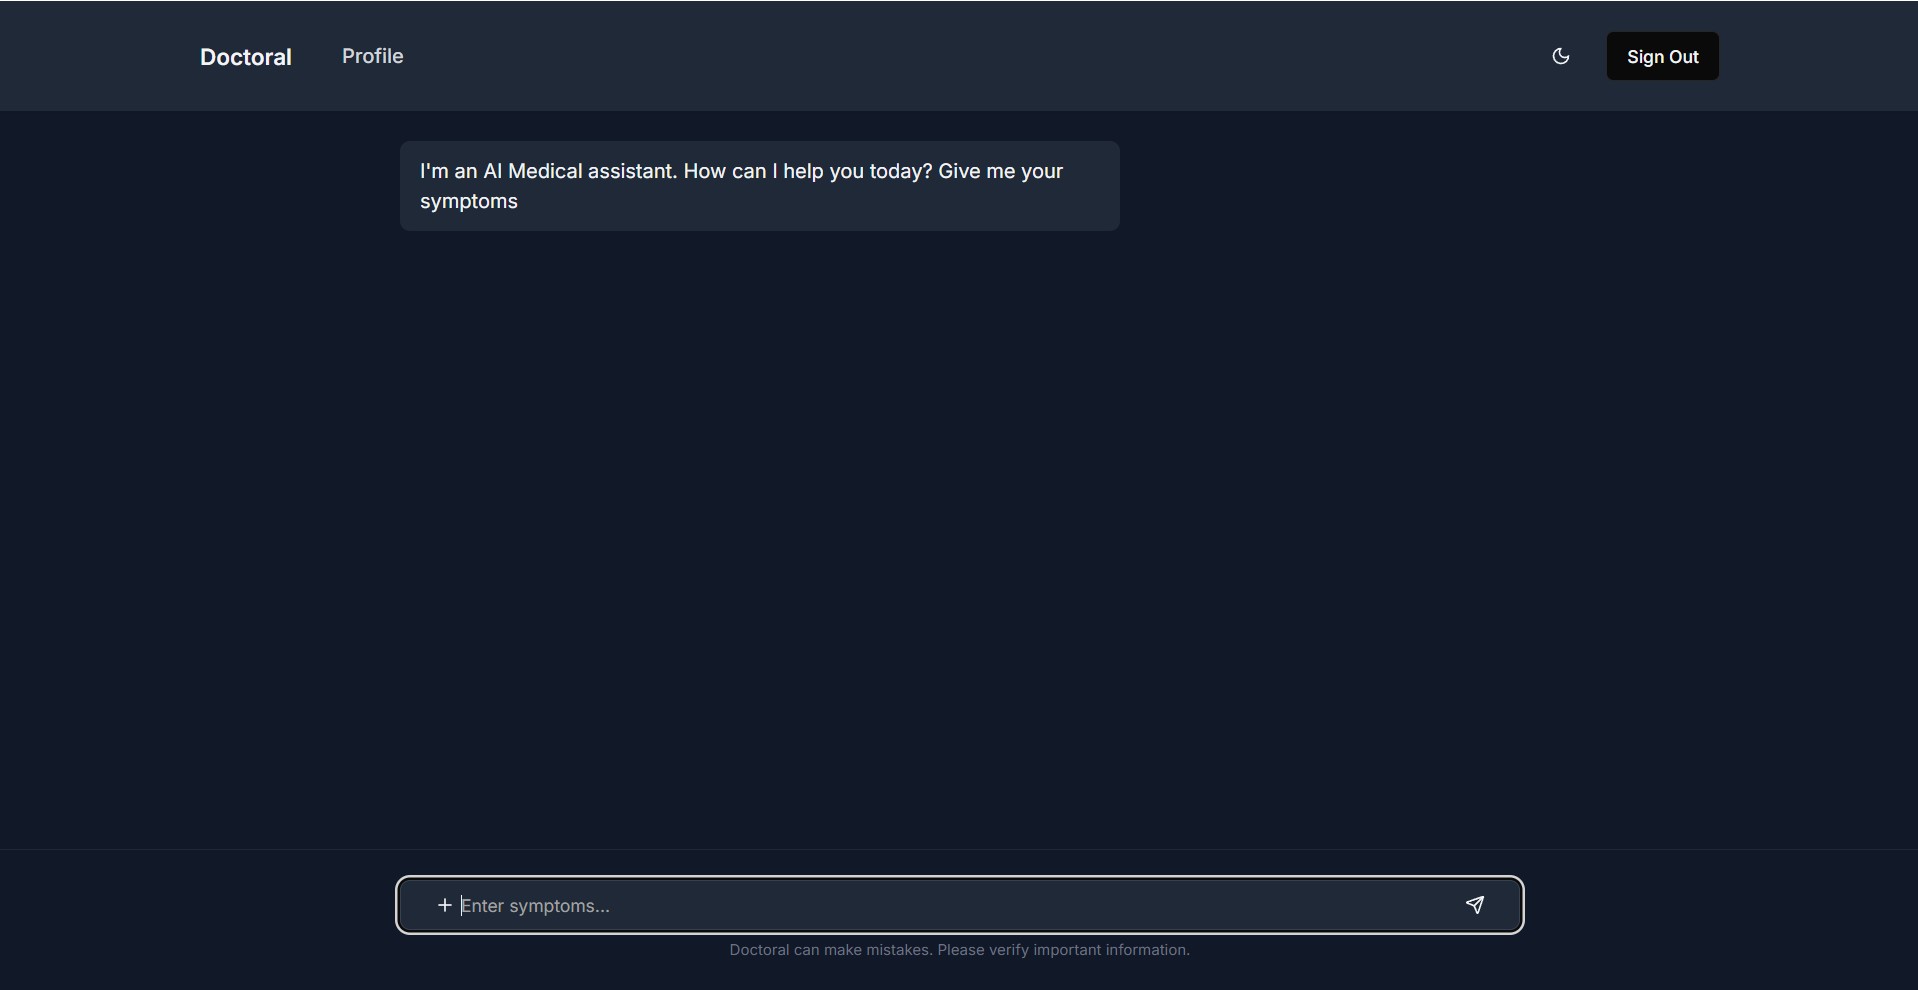 Doctoral
Profile
Sign Out
I'm an AI Medical assistant. How can I help you today? Give me your
symptoms
Enter symptoms...
Doctoral can make mistakes. Please verify important information.